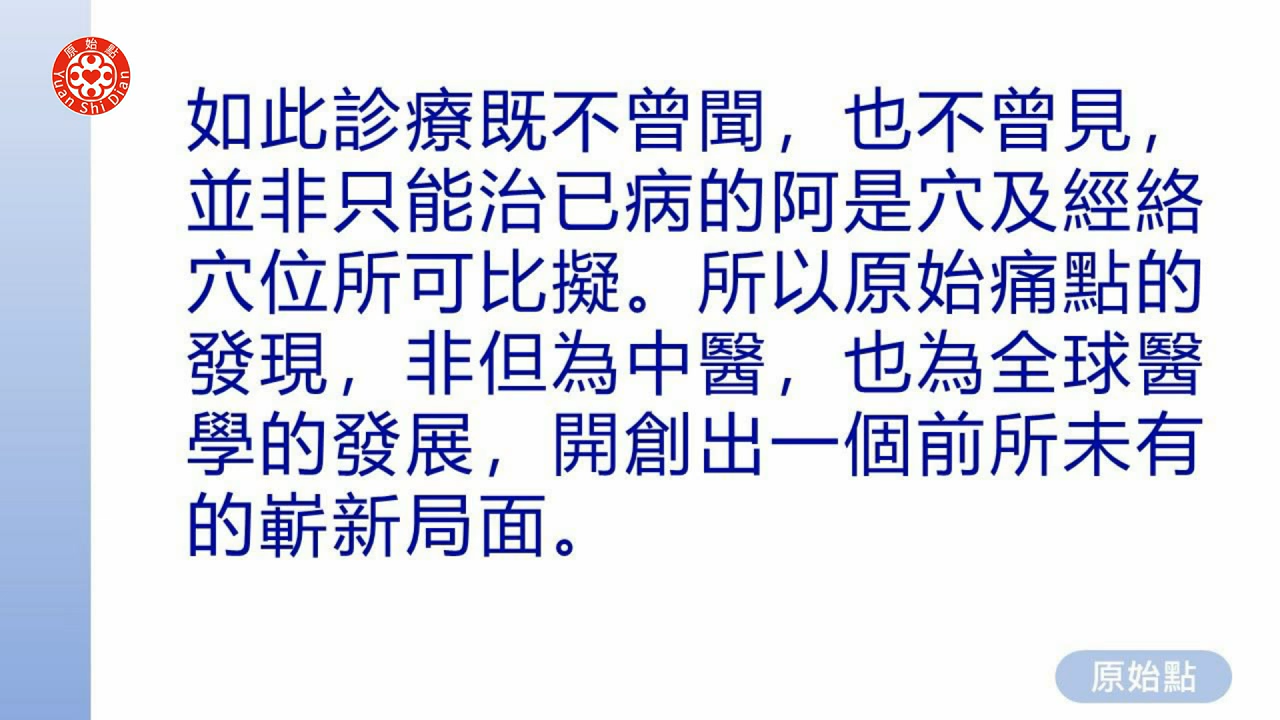 原始點
Yuan Shi Dian
如此診療既不曾聞，也不曾見，
並非只能治已病的阿是穴及經絡
穴位所可比擬。所以原始痛點的
發現，非但為中醫，也為全球醫
學的發展，開創出一個前所未有
的嶄新局面。
原始點